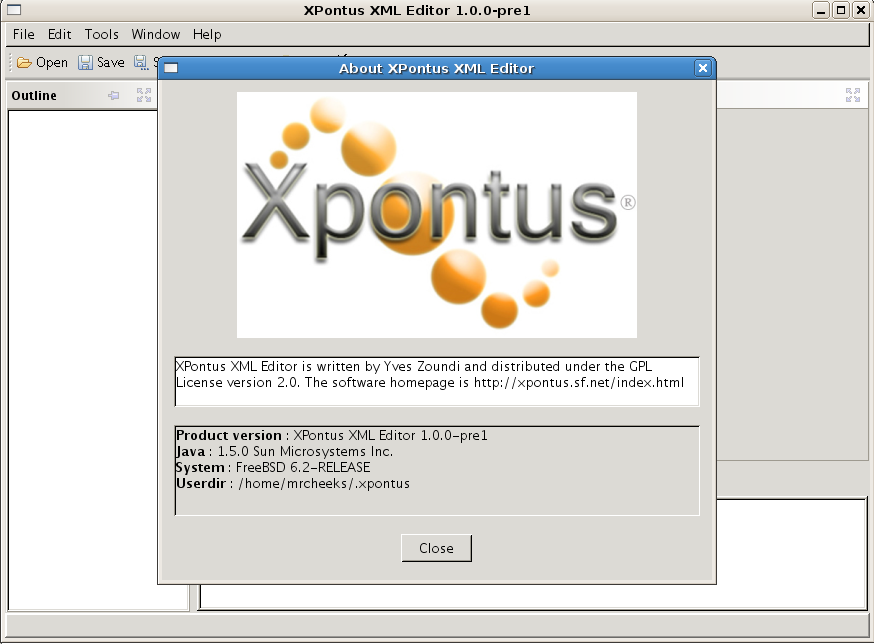 XPontus XML Editor 1.0.0-pre1
File Edit Tools Window Help
Open Save
About XPontus XML Editor
Outline
Xpontus®
XPontus XML Editor is written by Yves Zoundi and distributed under the GPL
License version 2.0. The software homepage is http://xpontus.sf.net/index.html
Product version : XPontus XML Editor 1.0.0-pre1
Java : 1.5.0 Sun Microsystems Inc.
System : FreeBSD 6.2-RELEASE
Userdir : /home/mrcheeks/.xpontus
Close